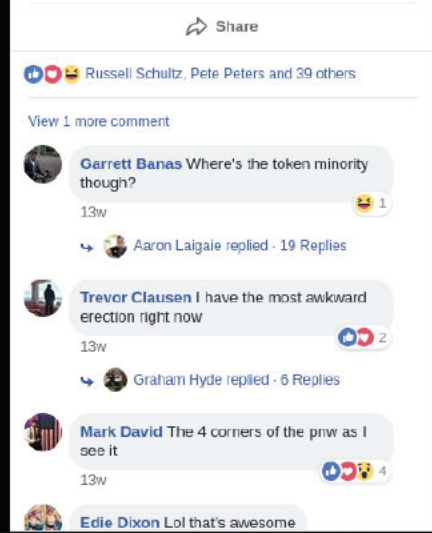 Share
Russell Schultz, Pete Peters and 39 others
View 1 more comment
Garrett Banas Where's the token minority
though?
1
13w
Aaron Laigaie replied · 19 Replies
Trevor Clausen I have the most awkward
erection right now
2
13w
Graham Hyde replied · 6 Replies
Mark David The 4 corners of the pnw as I
see it
4
13w
Edie Dixon Lol that's awesome